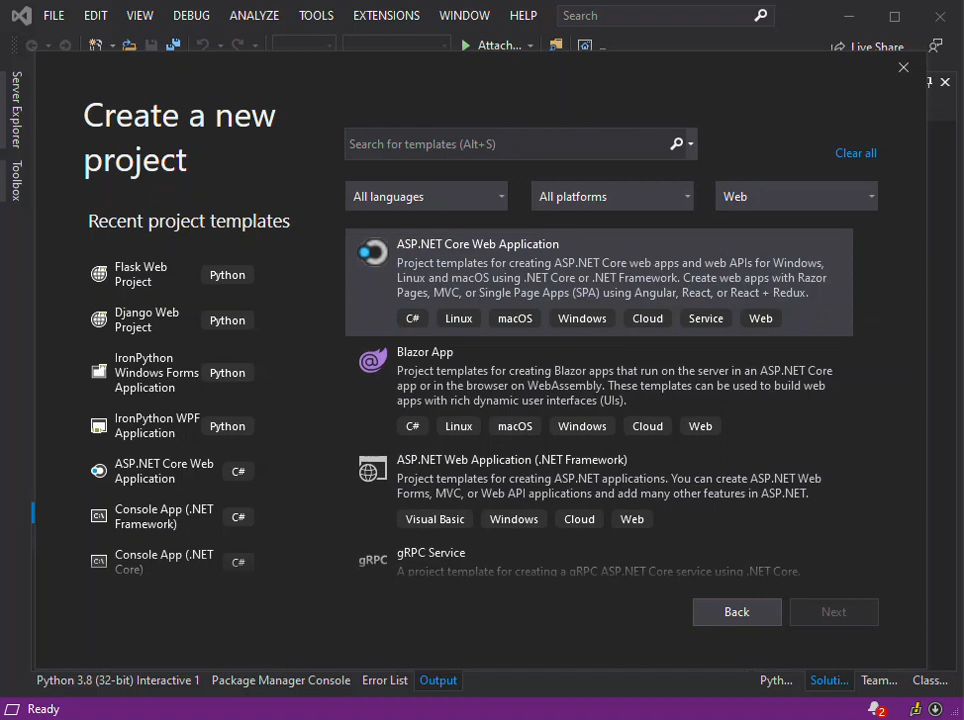 FILE EDIT VIEW DEBUG ANALYZE TOOLS EXTENSIONS WINDOW HELP Search
Attach... Live Share
Server Explorer
Toolbox
Create a new
project
Search for templates (Alt+S)
Clear all
All languages All platforms Web
Recent project templates
Flask Web
Project
Python
Django Web
Project
Python
IronPython
Windows Forms
Application
Python
IronPython WPF
Application
Python
ASP.NET Core Web
Application
C#
Console App (.NET
Framework)
C#
Console App (.NET
Core)
C#
ASP.NET Core Web Application
Project templates for creating ASP.NET Core web apps and web APIs for Windows,
Linux and macOS using .NET Core or .NET Framework. Create web apps with Razor
Pages, MVC, or Single Page Apps (SPA) using Angular, React, or React + Redux.
C# Linux macOS Windows Cloud Service Web
Blazor App
Project templates for creating Blazor apps that run on the server in an ASP.NET Core
app or in the browser on WebAssembly. These templates can be used to build web
apps with rich dynamic user interfaces (UIs).
C# Linux macOS Windows Cloud Web
ASP.NET Web Application (.NET Framework)
Project templates for creating ASP.NET applications. You can create ASP.NET Web
Forms, MVC, or Web API applications and add many other features in ASP.NET.
Visual Basic Windows Cloud Web
gRPC
gRPC Service
A project template for creating a gRPC ASP.NET Core service using .NET Core.
Back Next
Python 3.8 (32-bit) Interactive 1 Package Manager Console Error List Output Pyth... Soluti... Team... Class...
Ready 2